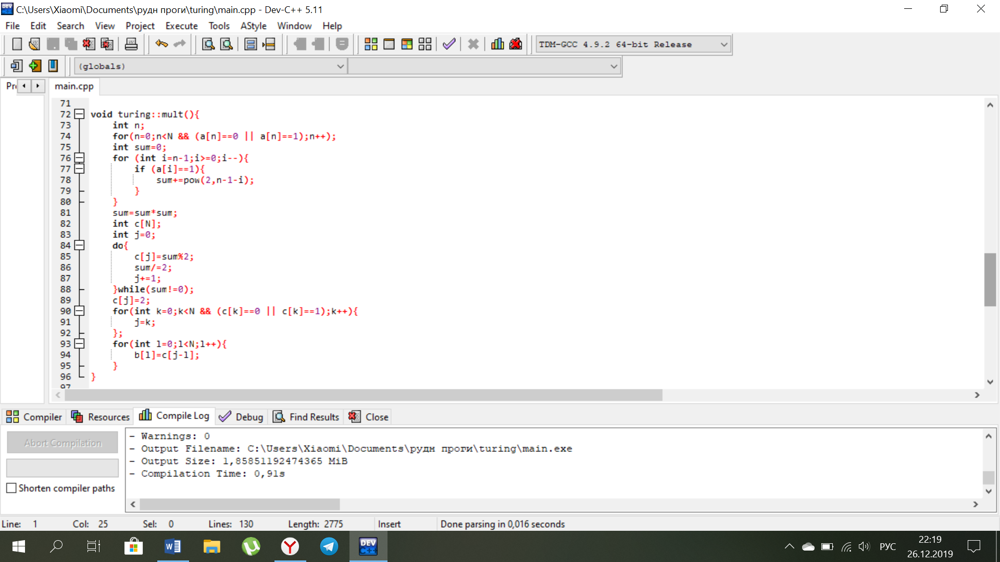 C:\Users\Xiaomi\Documents\рудн проги\turing\main.cpp - Dev-C++ 5.11
File Edit Search View Project Execute Tools AStyle Window Help
TDM-GCC 4.9.2 64-bit Release
(globals)
main.cpp
71
72 void turing::mult(){
73 int n;
74 for(n=0;n<N && (a[n]==0 || a[n]==1);n++);
75 int sum=0;
76 for (int i=n-1;i>=0;i--){
77 if (a[i]==1){
78 sum+=pow(2,n-1-i);
79 }
80 }
81 sum=sum*sum;
82 int c[N];
83 int j=0;
84 do{
85 c[j]=sum%2;
86 sum/=2;
87 j+=1;
88 }while(sum!=0);
89 c[j]=2;
90 for(int k=0;k<N && (c[k]==0 || c[k]==1);k++){
91 j=k;
92 };
93 for(int l=0;l<N;l++){
94 b[l]=c[j-l];
95 }
96 }
97
Compiler Resources Compile Log Debug Find Results Close
Abort Compilation
Shorten compiler paths
- Warnings: 0
- Output Filename: C:\Users\Xiaomi\Documents\рудн проги\turing\main.exe
- Output Size: 1,85851192474365 MiB
- Compilation Time: 0,91s
Line: 1 Col: 25 Sel: 0 Lines: 130 Length: 2775 Insert Done parsing in 0,016 seconds
DEV C++
РУС
22:19
26.12.2019